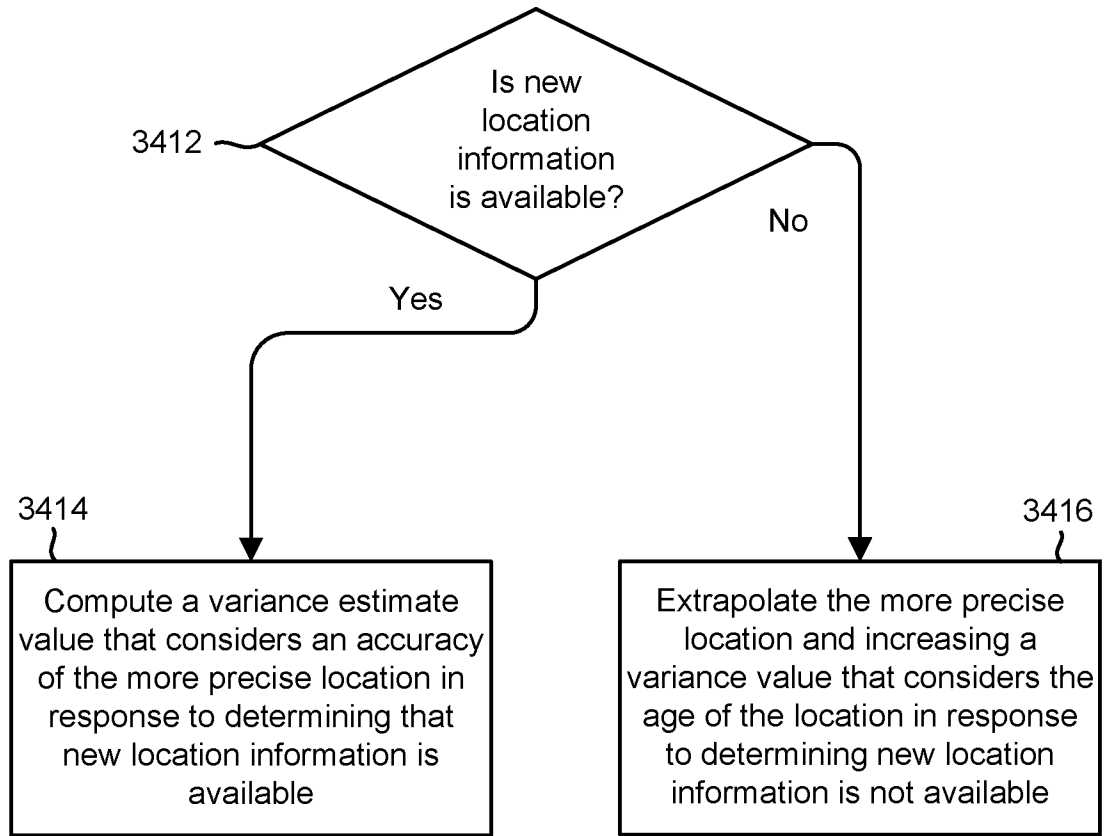 Is new
location
information
is available?
3412
No
Yes
3414
Compute a variance estimate
value that considers an accuracy
of the more precise location in
response to determining that
new location information is
available
3416
Extrapolate the more precise
location and increasing a
variance value that considers the
age of the location in response
to determining new location
information is not available